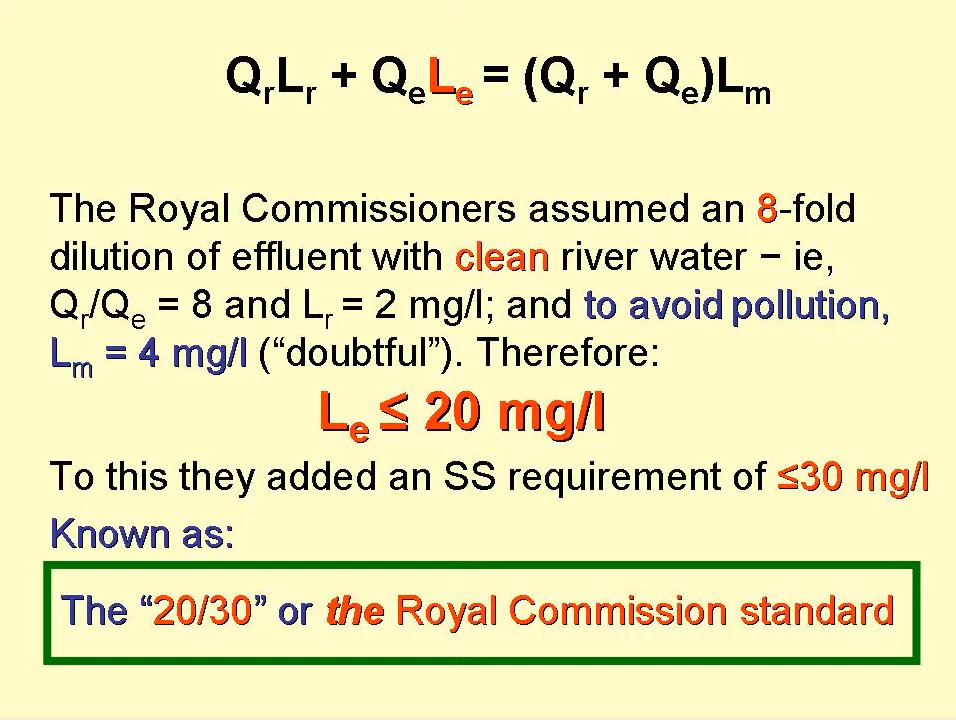 QrLr + QeLe = (Qr + Qe)Lm
The Royal Commissioners assumed an 8-fold
dilution of effluent with clean river water − ie,
Qr/Qe = 8 and Lr = 2 mg/l; and to avoid pollution,
Lm = 4 mg/l (“doubtful”). Therefore:
Le ≤ 20 mg/l
To this they added an SS requirement of ≤30 mg/l
Known as:
The “20/30” or the Royal Commission standard